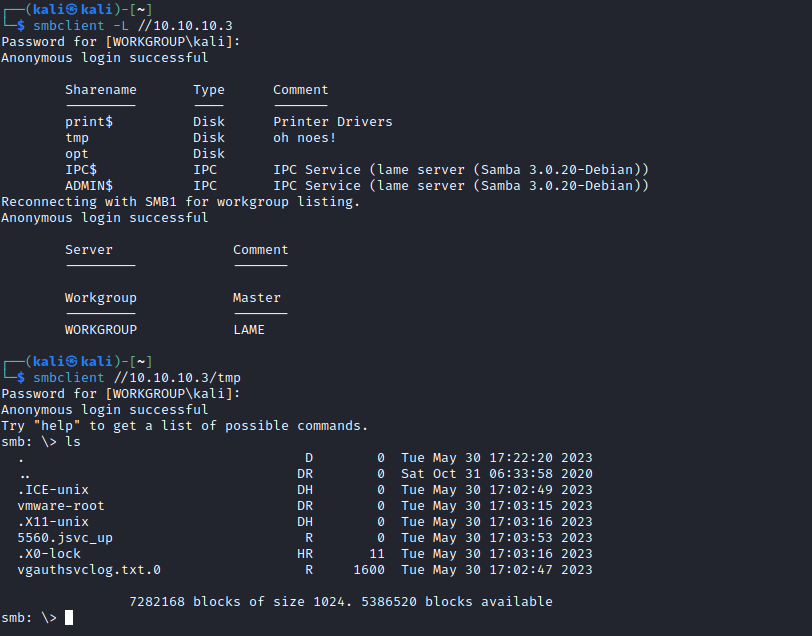 ┌──(kali㉿kali)-[~]
└─$ smbclient -L //10.10.10.3
Password for [WORKGROUP\kali]:
Anonymous login successful

        Sharename       Type      Comment
        ---------       ----      -------
        print$          Disk      Printer Drivers
        tmp             Disk      oh noes!
        opt             Disk
        IPC$            IPC       IPC Service (lame server (Samba 3.0.20-Debian))
        ADMIN$          IPC       IPC Service (lame server (Samba 3.0.20-Debian))
Reconnecting with SMB1 for workgroup listing.
Anonymous login successful

        Server               Comment
        ---------            -------

        Workgroup            Master
        ---------            -------
        WORKGROUP            LAME

┌──(kali㉿kali)-[~]
└─$ smbclient //10.10.10.3/tmp
Password for [WORKGROUP\kali]:
Anonymous login successful
Try "help" to get a list of possible commands.
smb: \> ls
  .                                   D        0  Tue May 30 17:22:20 2023
  ..                                 DR        0  Sat Oct 31 06:33:58 2020
  .ICE-unix                          DH        0  Tue May 30 17:02:49 2023
  vmware-root                        DR        0  Tue May 30 17:03:15 2023
  .X11-unix                          DH        0  Tue May 30 17:03:16 2023
  5560.jsvc_up                        R        0  Tue May 30 17:03:53 2023
  .X0-lock                           HR       11  Tue May 30 17:03:16 2023
  vgauthsvclog.txt.0                  R     1600  Tue May 30 17:02:47 2023

                7282168 blocks of size 1024. 5386520 blocks available
smb: \>